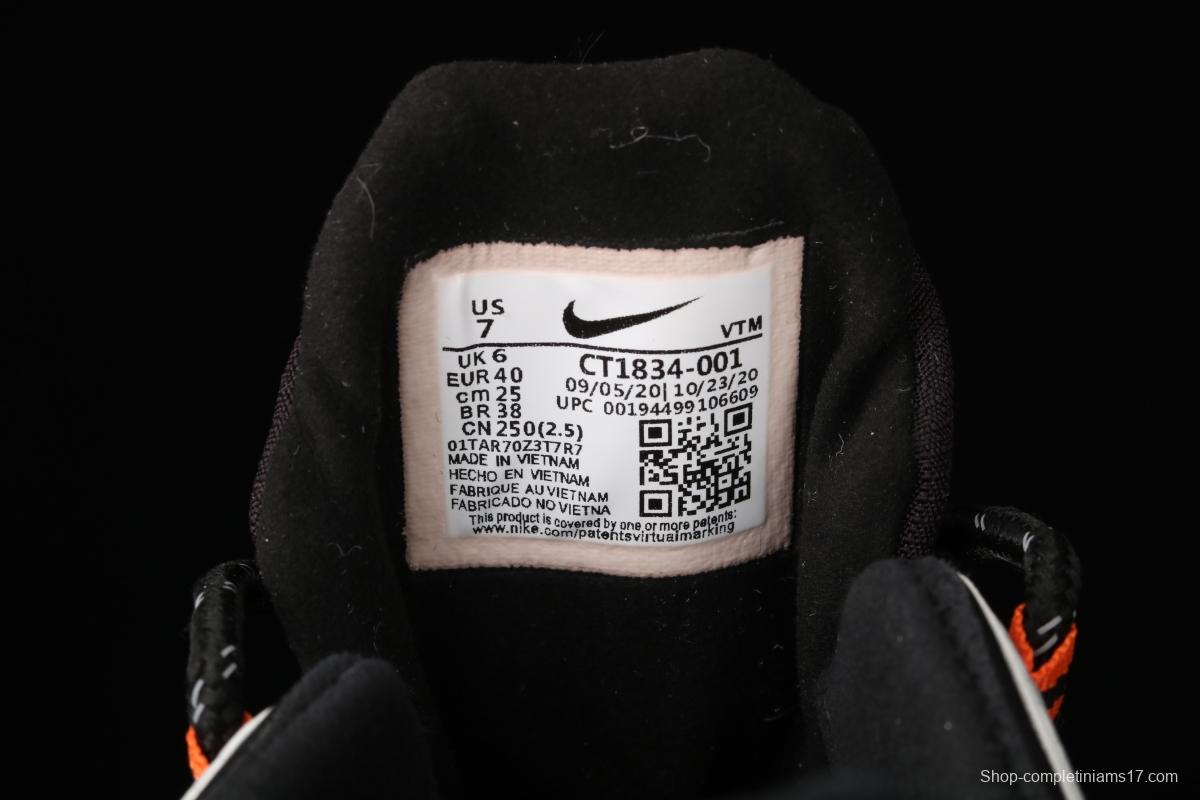 US
7
VTM
UK 6
EUR 40
cm 25
BR 38
CN 250(2.5)
CT1834-001
09/05/20| 10/23/20
UPC 00194499106609
01TAR70Z3T7R7
MADE IN VIETNAM
HECHO EN VIETNAM
FABRIQUE AU VIETNAM
FABRICADO NO VIETNA
This product is covered by one or more patents:
www.nike.com/patentsvirtualmarking
Shop-completiniams17.com